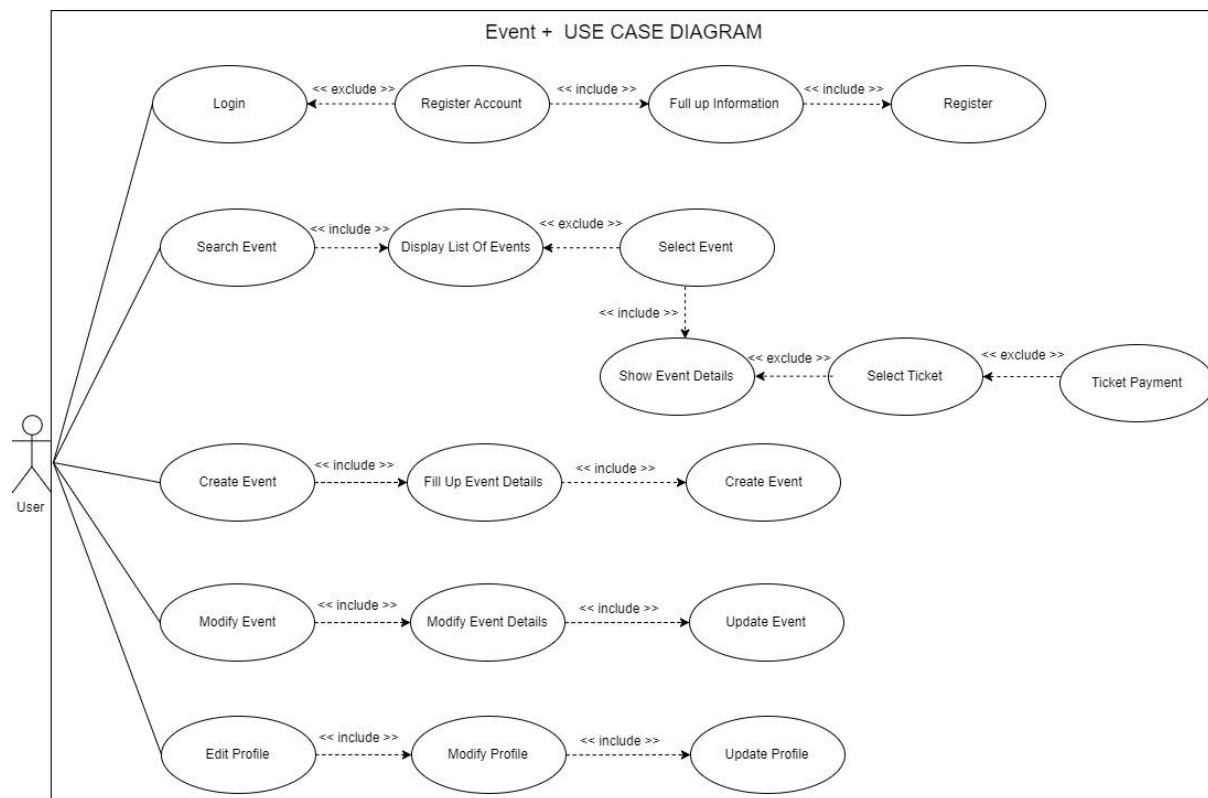 Event + USE CASE DIAGRAM
<< exclude >>
<< include >>
<< include >>
Login
Register Account
Full up Information
Register
<< include >>
<< exclude >>
Search Event
Display List Of Events
Select Event
<< include >>
<< exclude >>
<< exclude >>
Show Event Details
Select Ticket
Ticket Payment
User
<< include >>
<< include >>
Create Event
Fill Up Event Details
Create Event
<< include >>
<< include >>
Modify Event
Modify Event Details
Update Event
<< include >>
<< include >>
Edit Profile
Modify Profile
Update Profile